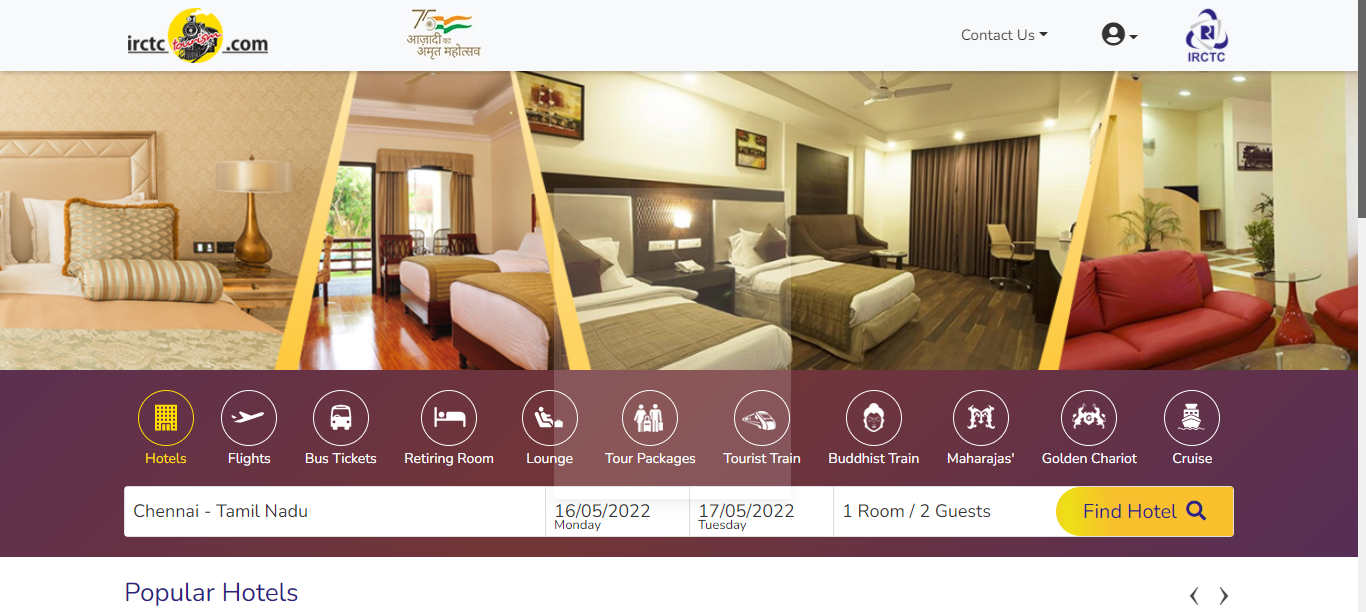 irctc tourism .com
75
आज़ादी का
अमृत महोत्सव
Contact Us
IRCTC
Hotels
Flights
Bus Tickets
Retiring Room
Lounge
Tour Packages
Tourist Train
Buddhist Train
Maharajas'
Golden Chariot
Cruise
Chennai - Tamil Nadu
16/05/2022
Monday
17/05/2022
Tuesday
1 Room / 2 Guests
Find Hotel
Popular Hotels